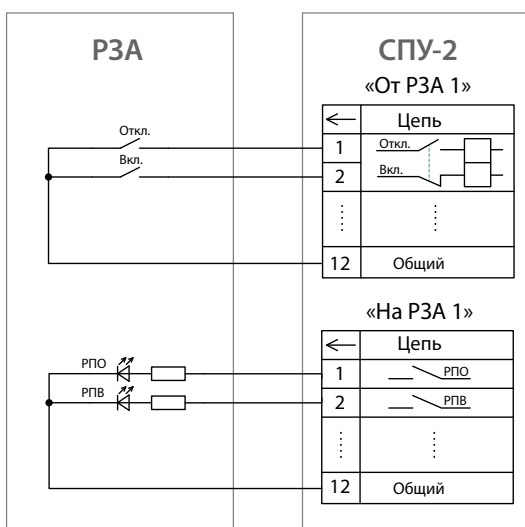 РЗА
СПУ-2
«От РЗА 1»
Цепь
Откл.
1
Откл.
Вкл.
2
Вкл.
12
Общий
«На РЗА 1»
Цепь
РПО
1
РПО
РПВ
2
РПВ
12
Общий